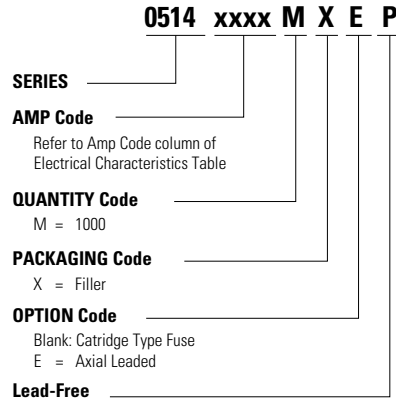 0514 xxxx M X E P
SERIES
AMP Code
Refer to Amp Code column of
Electrical Characteristics Table
QUANTITY Code
M = 1000
PACKAGING Code
X = Filler
OPTION Code
Blank: Catridge Type Fuse
E = Axial Leaded
Lead-Free